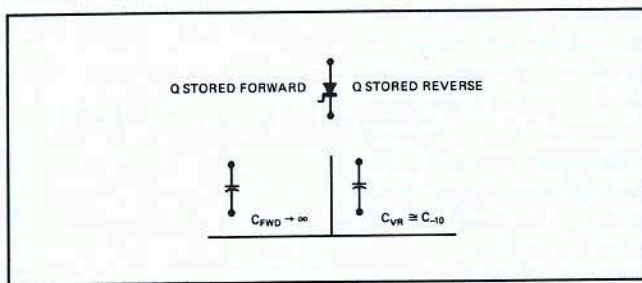 Q STORED FORWARD Q STORED REVERSE
C_FWD → ∞ C_VR ≅ C_-10